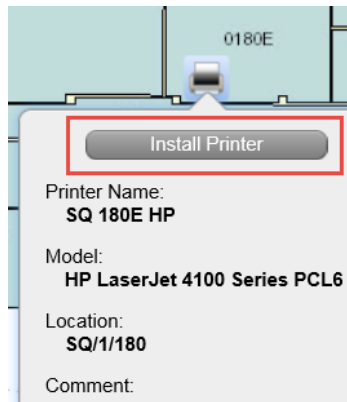 0180E
Install Printer
Printer Name:
SQ 180E HP
Model:
HP LaserJet 4100 Series PCL6
Location:
SQ/1/180
Comment: